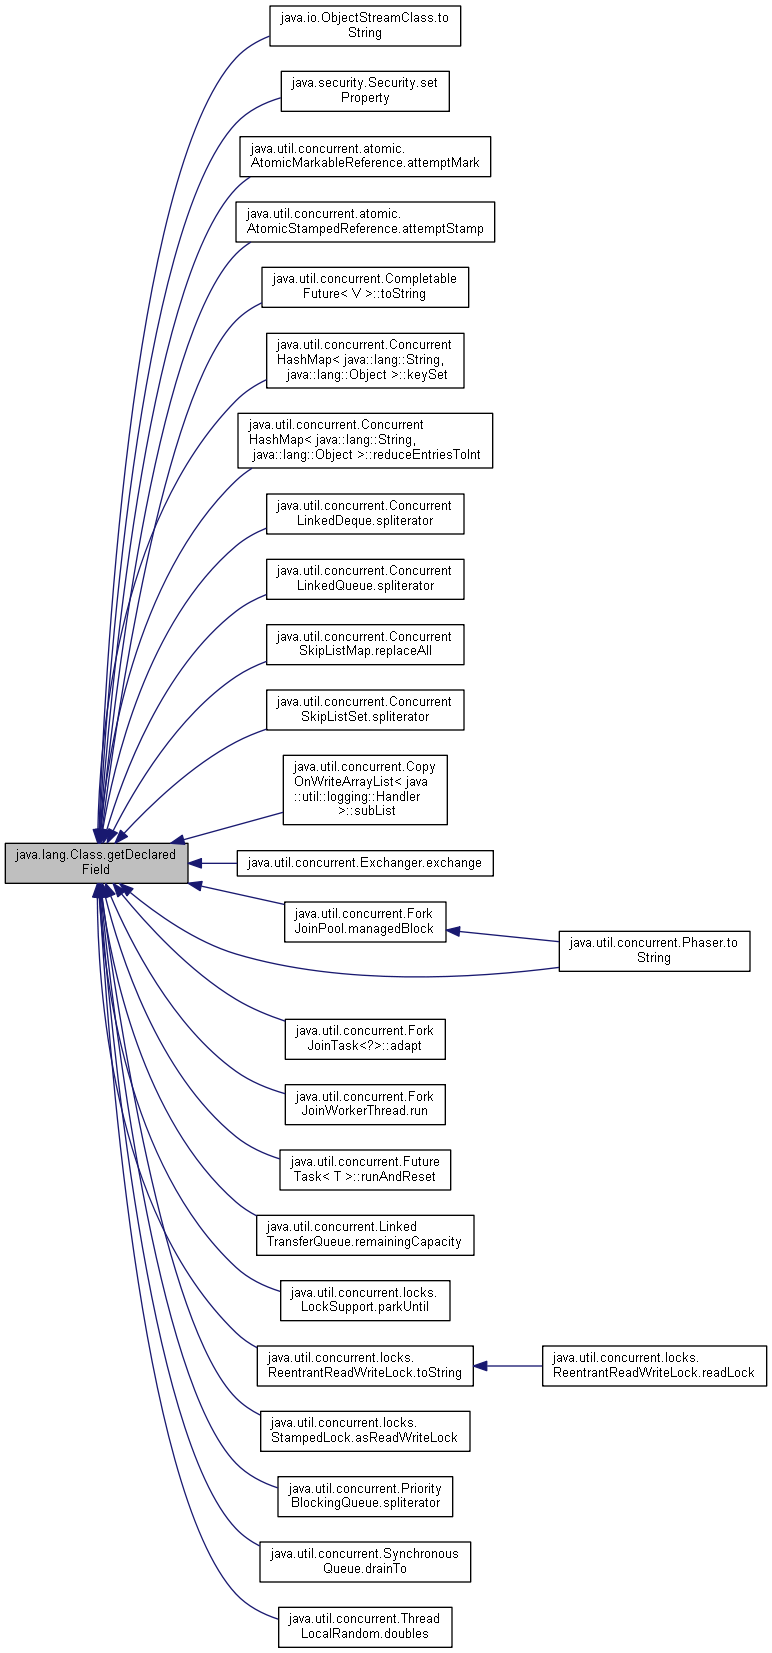 java.io.ObjectStreamClass.to
String
java.security.Security.set
Property
java.util.concurrent.atomic.
AtomicMarkableReference.attemptMark
java.util.concurrent.atomic.
AtomicStampedReference.attemptStamp
java.util.concurrent.Completable
Future< V >::toString
java.util.concurrent.Concurrent
HashMap< java::lang::String,
java::lang::Object >::keySet
java.util.concurrent.Concurrent
HashMap< java::lang::String,
java::lang::Object >::reduceEntriesToInt
java.util.concurrent.Concurrent
LinkedDeque.spliterator
java.util.concurrent.Concurrent
LinkedQueue.spliterator
java.util.concurrent.Concurrent
SkipListMap.replaceAll
java.util.concurrent.Concurrent
SkipListSet.spliterator
java.util.concurrent.Copy
OnWriteArrayList< java
::util::logging::Handler
>::subList
java.lang.Class.getDeclared
Field
java.util.concurrent.Exchanger.exchange
java.util.concurrent.Fork
JoinPool.managedBlock
java.util.concurrent.Phaser.to
String
java.util.concurrent.Fork
JoinTask<?>::adapt
java.util.concurrent.Fork
JoinWorkerThread.run
java.util.concurrent.Future
Task< T >::runAndReset
java.util.concurrent.Linked
TransferQueue.remainingCapacity
java.util.concurrent.locks.
LockSupport.parkUntil
java.util.concurrent.locks.
ReentrantReadWriteLock.toString
java.util.concurrent.locks.
ReentrantReadWriteLock.readLock
java.util.concurrent.locks.
StampedLock.asReadWriteLock
java.util.concurrent.Priority
BlockingQueue.spliterator
java.util.concurrent.Synchronous
Queue.drainTo
java.util.concurrent.Thread
LocalRandom.doubles